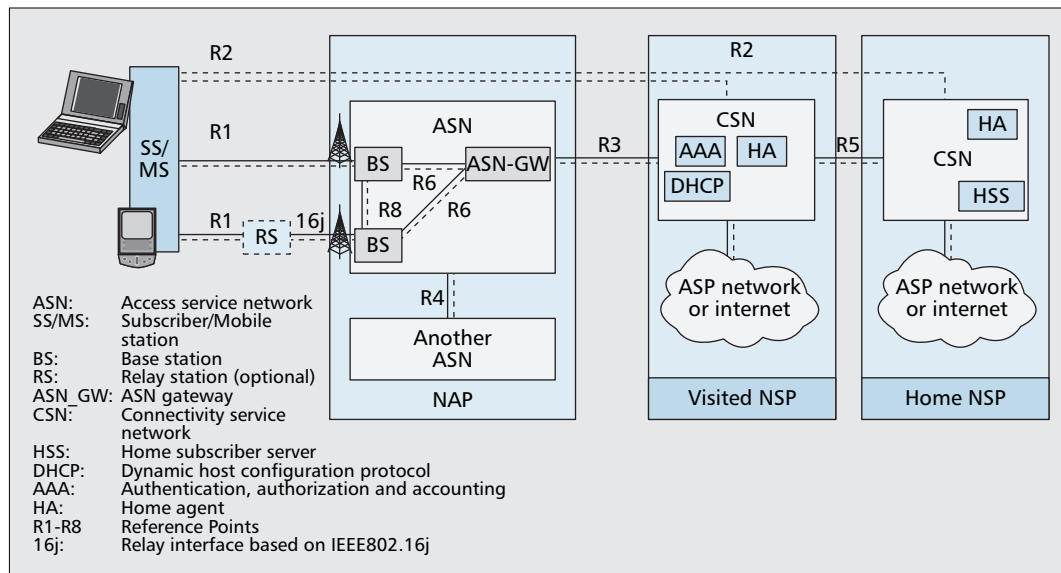 R2
R2
SS/
MS
R1
R1
RS
16j
ASN
BS
ASN-GW
R6
R8
R6
BS
R4
Another
ASN
NAP
R3
CSN
AAA
HA
DHCP
ASP network
or internet
Visited NSP
R5
HA
CSN
HSS
ASP network
or internet
Home NSP
ASN: Access service network
SS/MS: Subscriber/Mobile
station
BS: Base station
RS: Relay station (optional)
ASN_GW: ASN gateway
CSN: Connectivity service
network
HSS: Home subscriber server
DHCP: Dynamic host configuration protocol
AAA: Authentication, authorization and accounting
HA: Home agent
R1-R8 Reference Points
16j: Relay interface based on IEEE802.16j